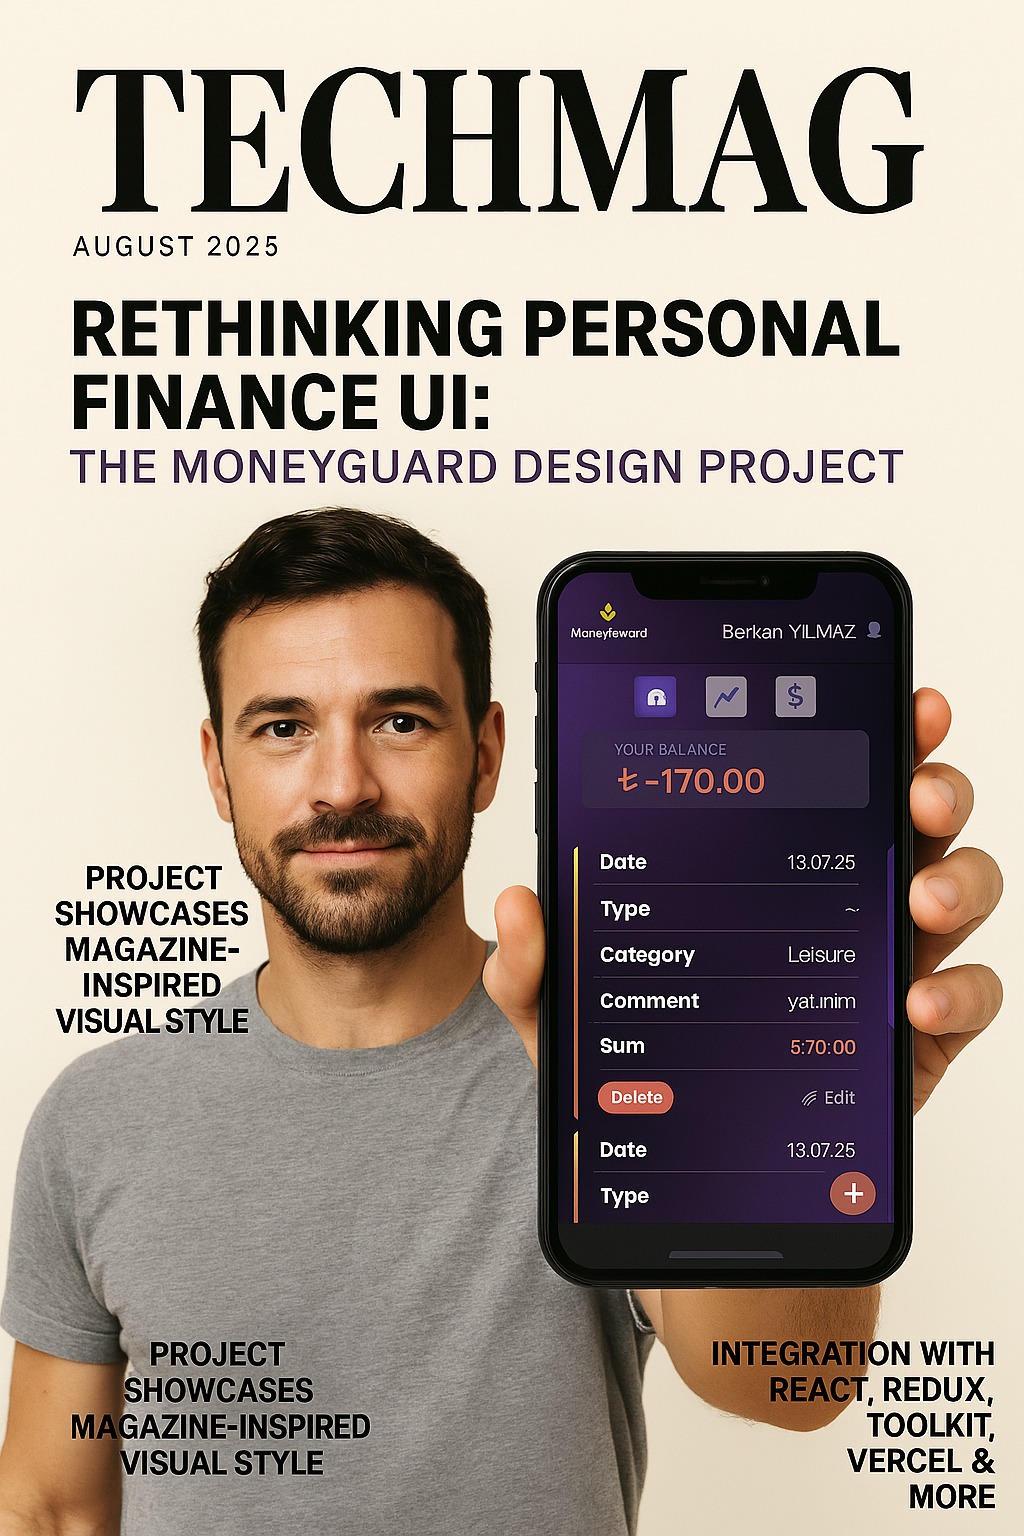 TECHMAG
AUGUST 2025
RETHINKING PERSONAL
FINANCE UI:
THE MONEYGUARD DESIGN PROJECT
Maneyfeward
Berkan YILMAZ
$
YOUR BALANCE
₺ -170.00
Date 13.07.25
Type ~
Category Leisure
Comment yat.ınim
Sum 5:70:00
Delete Edit
Date 13.07.25
Type +
PROJECT
SHOWCASES
MAGAZINE-
INSPIRED
VISUAL STYLE
PROJECT
SHOWCASES
MAGAZINE-INSPIRED
VISUAL STYLE
INTEGRATION WITH
REACT, REDUX,
TOOLKIT,
VERCEL &
MORE